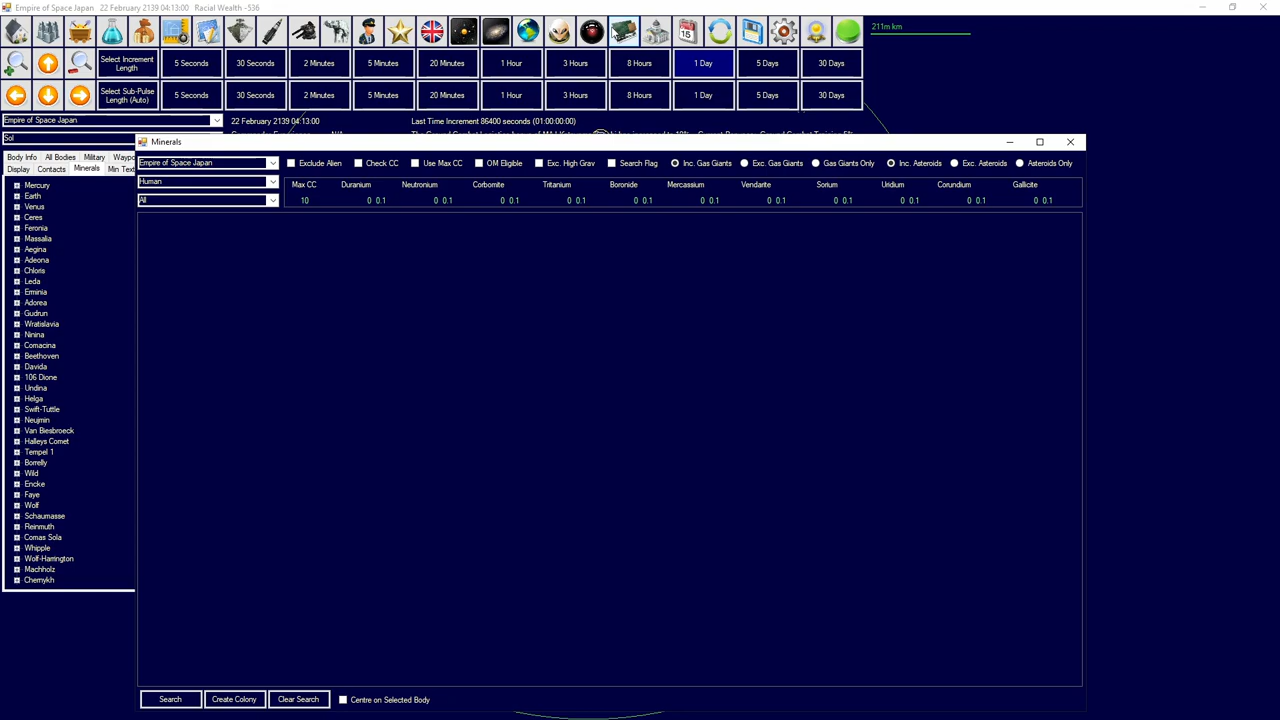 Empire of Space Japan   22 February 2139 04:13:00   Racial Wealth -536
211m km
Select Increment Length
5 Seconds
30 Seconds
2 Minutes
5 Minutes
20 Minutes
1 Hour
3 Hours
8 Hours
1 Day
5 Days
30 Days
Select Sub-Pulse Length (Auto)
5 Seconds
30 Seconds
2 Minutes
5 Minutes
20 Minutes
1 Hour
3 Hours
8 Hours
1 Day
5 Days
30 Days
Empire of Space Japan
22 February 2139 04:13:00
Last Time Increment 86400 seconds (01:00:00:00)
Sol
Body Info   All Bodies   Military   Waypo
Display   Contacts   Minerals   Min Text
Mercury
Earth
Venus
Ceres
Feronia
Massalia
Aegina
Adeona
Chloris
Leda
Erminia
Adorea
Gudrun
Wratislavia
Ninina
Comacina
Beethoven
Davida
106 Dione
Undina
Helga
Swift-Tuttle
Neujmin
Van Biesbroeck
Halleys Comet
Tempel 1
Borrelly
Wild
Encke
Faye
Wolf
Schaumasse
Reinmuth
Comas Sola
Whipple
Wolf-Harrington
Machholz
Chernykh
Minerals
Empire of Space Japan
Exclude Alien   Check CC   Use Max CC   OM Eligible   Exc. High Grav   Search Flag   Inc. Gas Giants   Exc. Gas Giants   Gas Giants Only   Inc. Asteroids   Exc. Asteroids   Asteroids Only
Human
Max CC   Duranium   Neutronium   Corbomite   Tritanium   Boronide   Mercassium   Vendarite   Sorium   Uridium   Corundium   Gallicite
All
10   0 0.1   0 0.1   0 0.1   0 0.1   0 0.1   0 0.1   0 0.1   0 0.1   0 0.1   0 0.1   0 0.1
Search   Create Colony   Clear Search   Centre on Selected Body